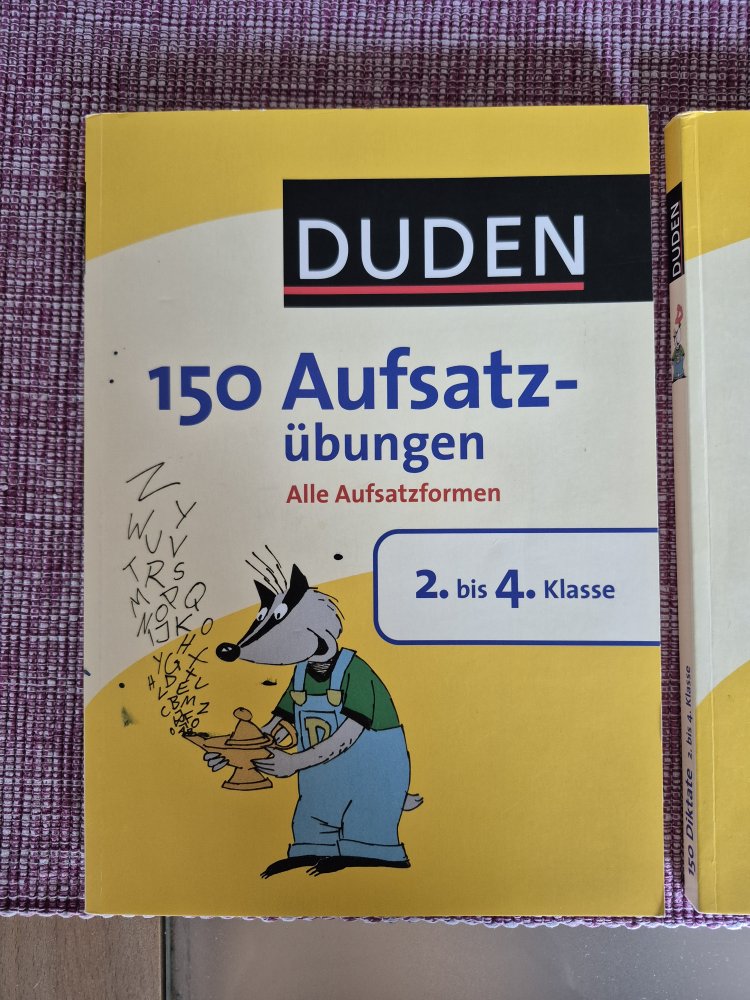 DUDEN
150 Aufsatz-
übungen
Alle Aufsatzformen
2. bis 4. Klasse
Z
Y
W U V
T R S
M N O P Q
I J K
H O
Y G X
H L D X
E L
C B M Z
D
DUDEN
150 Diktate 2. bis 4. Klasse